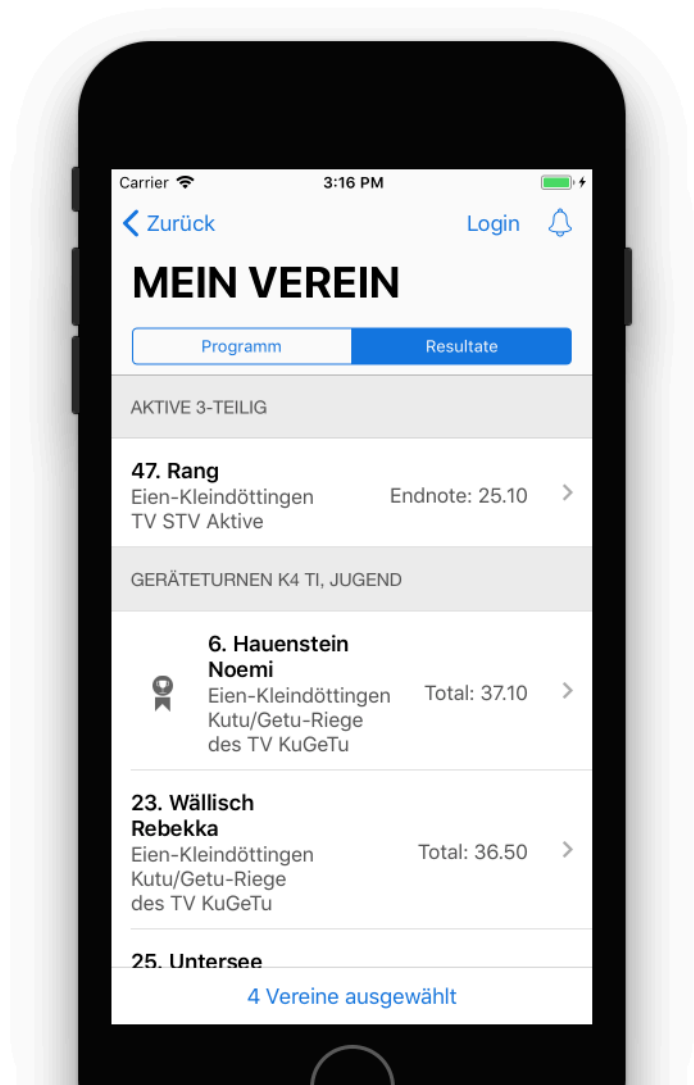 Carrier 3:16 PM
Zurück Login
MEIN VEREIN
Programm Resultate
AKTIVE 3-TEILIG
47. Rang
Eien-Kleindöttingen Endnote: 25.10
TV STV Aktive
GERÄTETURNEN K4 TI, JUGEND
6. Hauenstein
Noemi
Eien-Kleindöttingen Total: 37.10
Kutu/Getu-Riege
des TV KuGeTu
23. Wällisch
Rebekka
Eien-Kleindöttingen Total: 36.50
Kutu/Getu-Riege
des TV KuGeTu
25. Untersee
4 Vereine ausgewählt